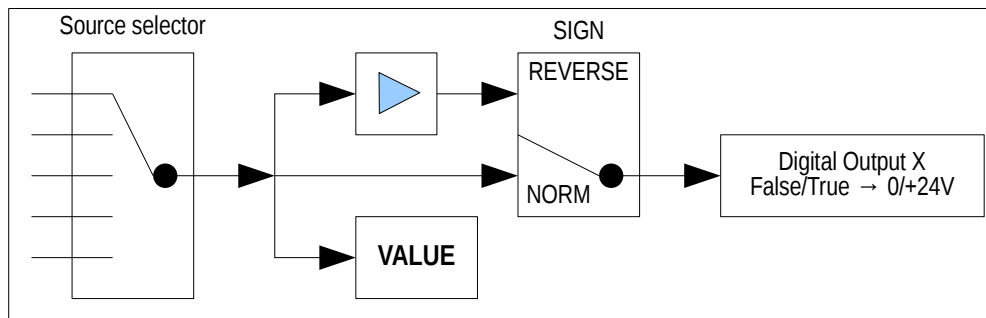 Source selector
SIGN
REVERSE
NORM
VALUE
Digital Output X
False/True → 0/+24V